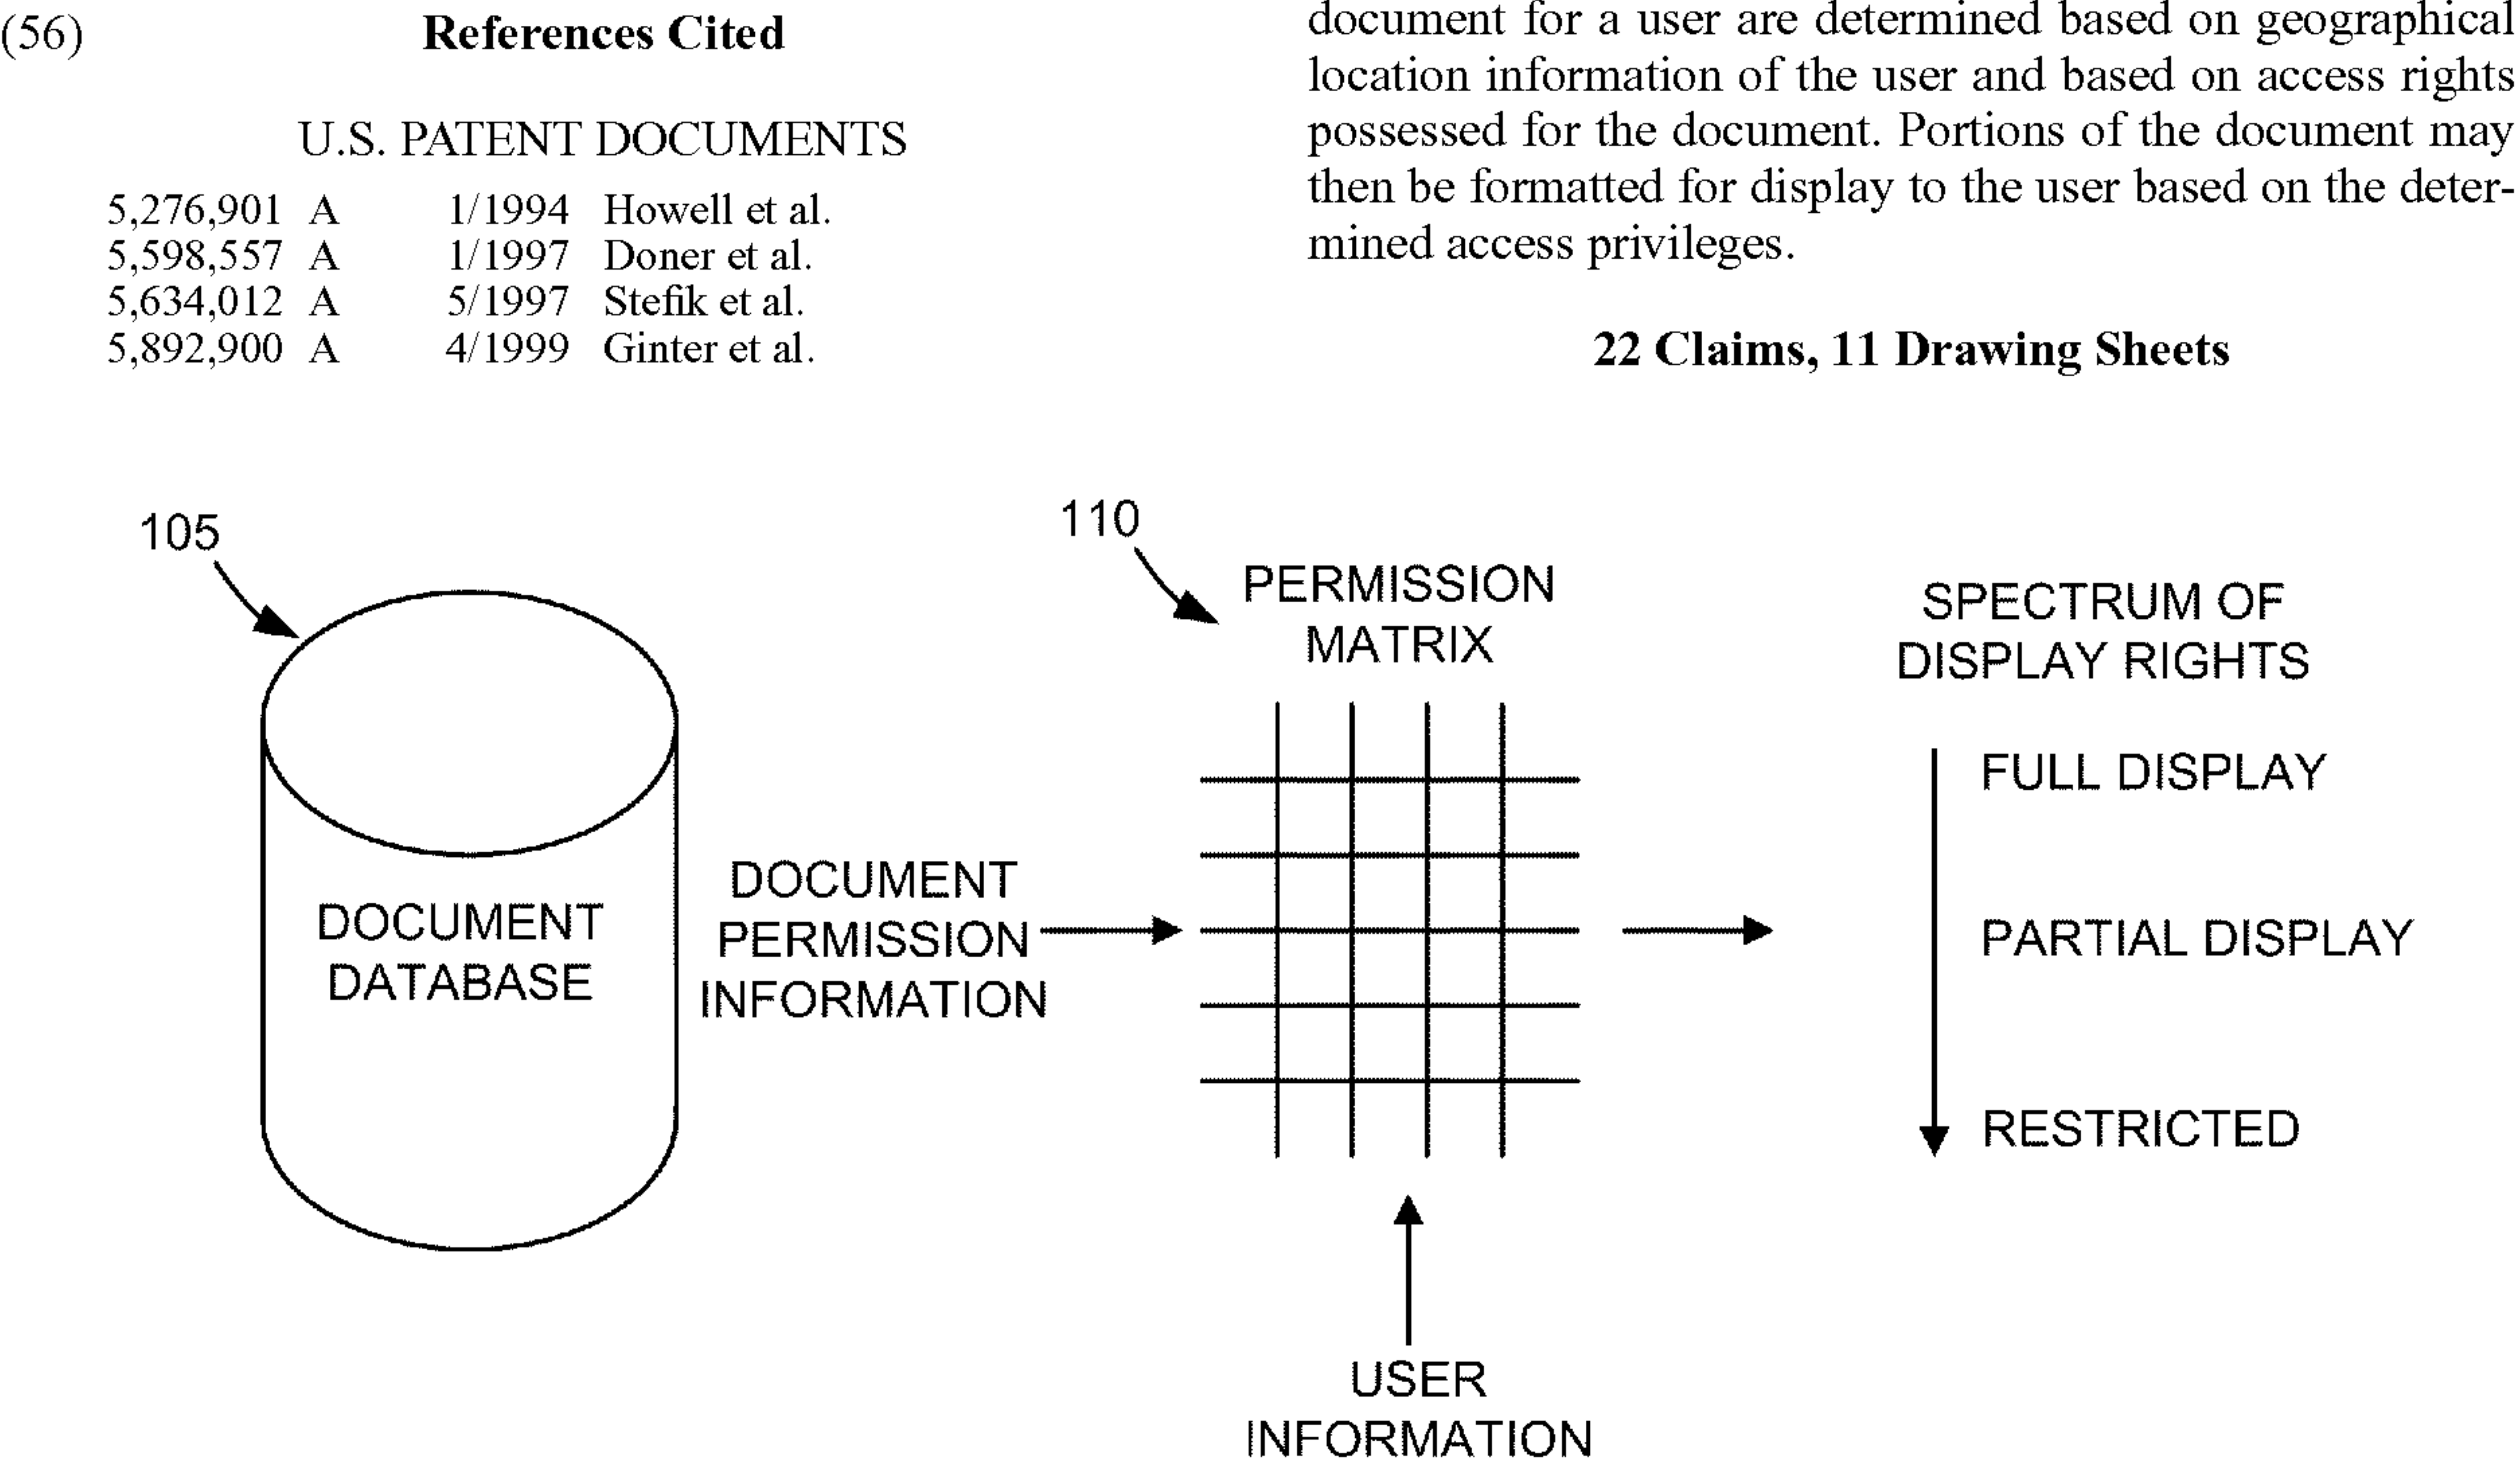 (56) References Cited
U.S. PATENT DOCUMENTS
5,276,901 A 1/1994 Howell et al.
5,598,557 A 1/1997 Doner et al.
5,634,012 A 5/1997 Stefik et al.
5,892,900 A 4/1999 Ginter et al.
document for a user are determined based on geographical
location information of the user and based on access rights
possessed for the document. Portions of the document may
then be formatted for display to the user based on the deter-
mined access privileges.
22 Claims, 11 Drawing Sheets
105
DOCUMENT
DATABASE
DOCUMENT
PERMISSION
INFORMATION
110
PERMISSION
MATRIX
USER
INFORMATION
SPECTRUM OF
DISPLAY RIGHTS
FULL DISPLAY
PARTIAL DISPLAY
RESTRICTED